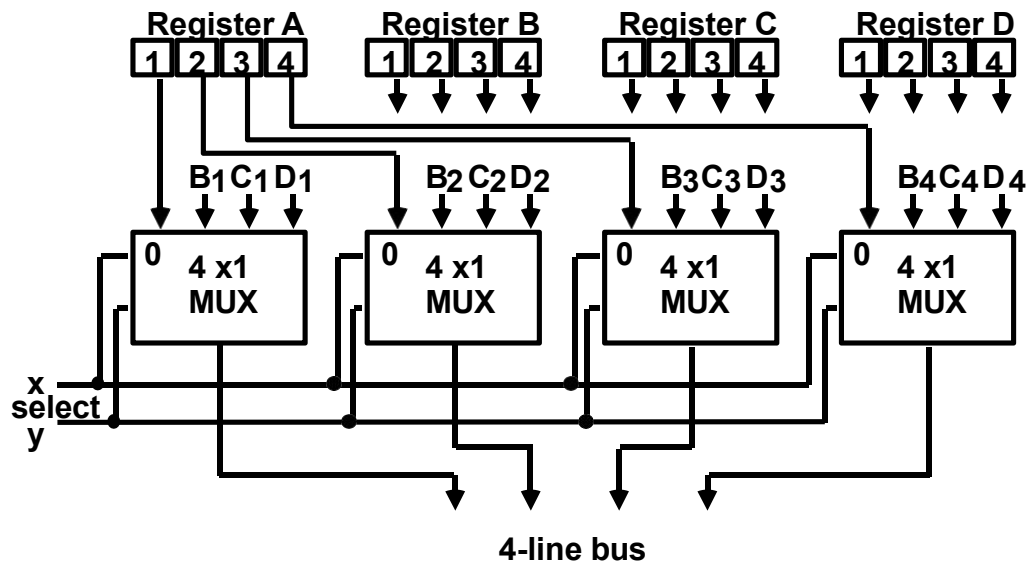 Register A Register B Register C Register D
1 2 3 4 1 2 3 4 1 2 3 4 1 2 3 4
B1 C1 D1 B2 C2 D2 B3 C3 D3 B4 C4 D4
0 0 0 0
4 x1 4 x1 4 x1 4 x1
MUX MUX MUX MUX
x
select
y
4-line bus